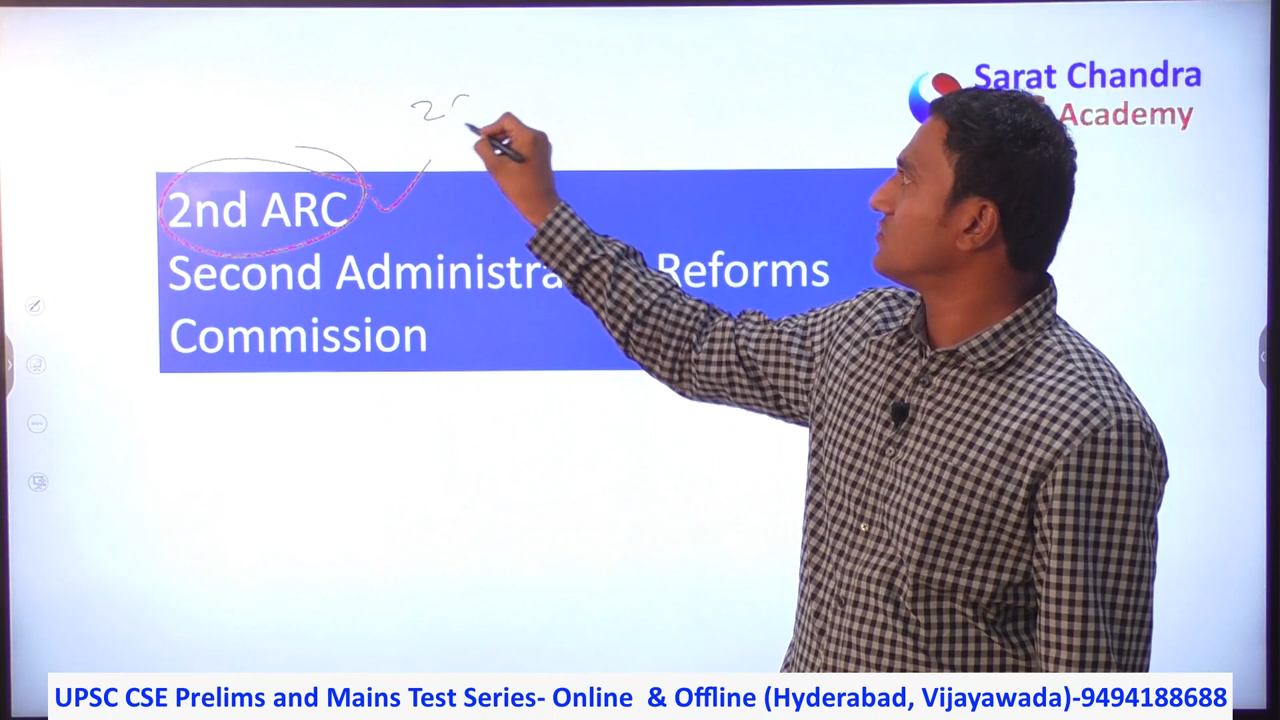 Sarat Chandra
Academy
2
2nd ARC
Second Administra Reforms
Commission
UPSC CSE Prelims and Mains Test Series- Online & Offline (Hyderabad, Vijayawada)-9494188688